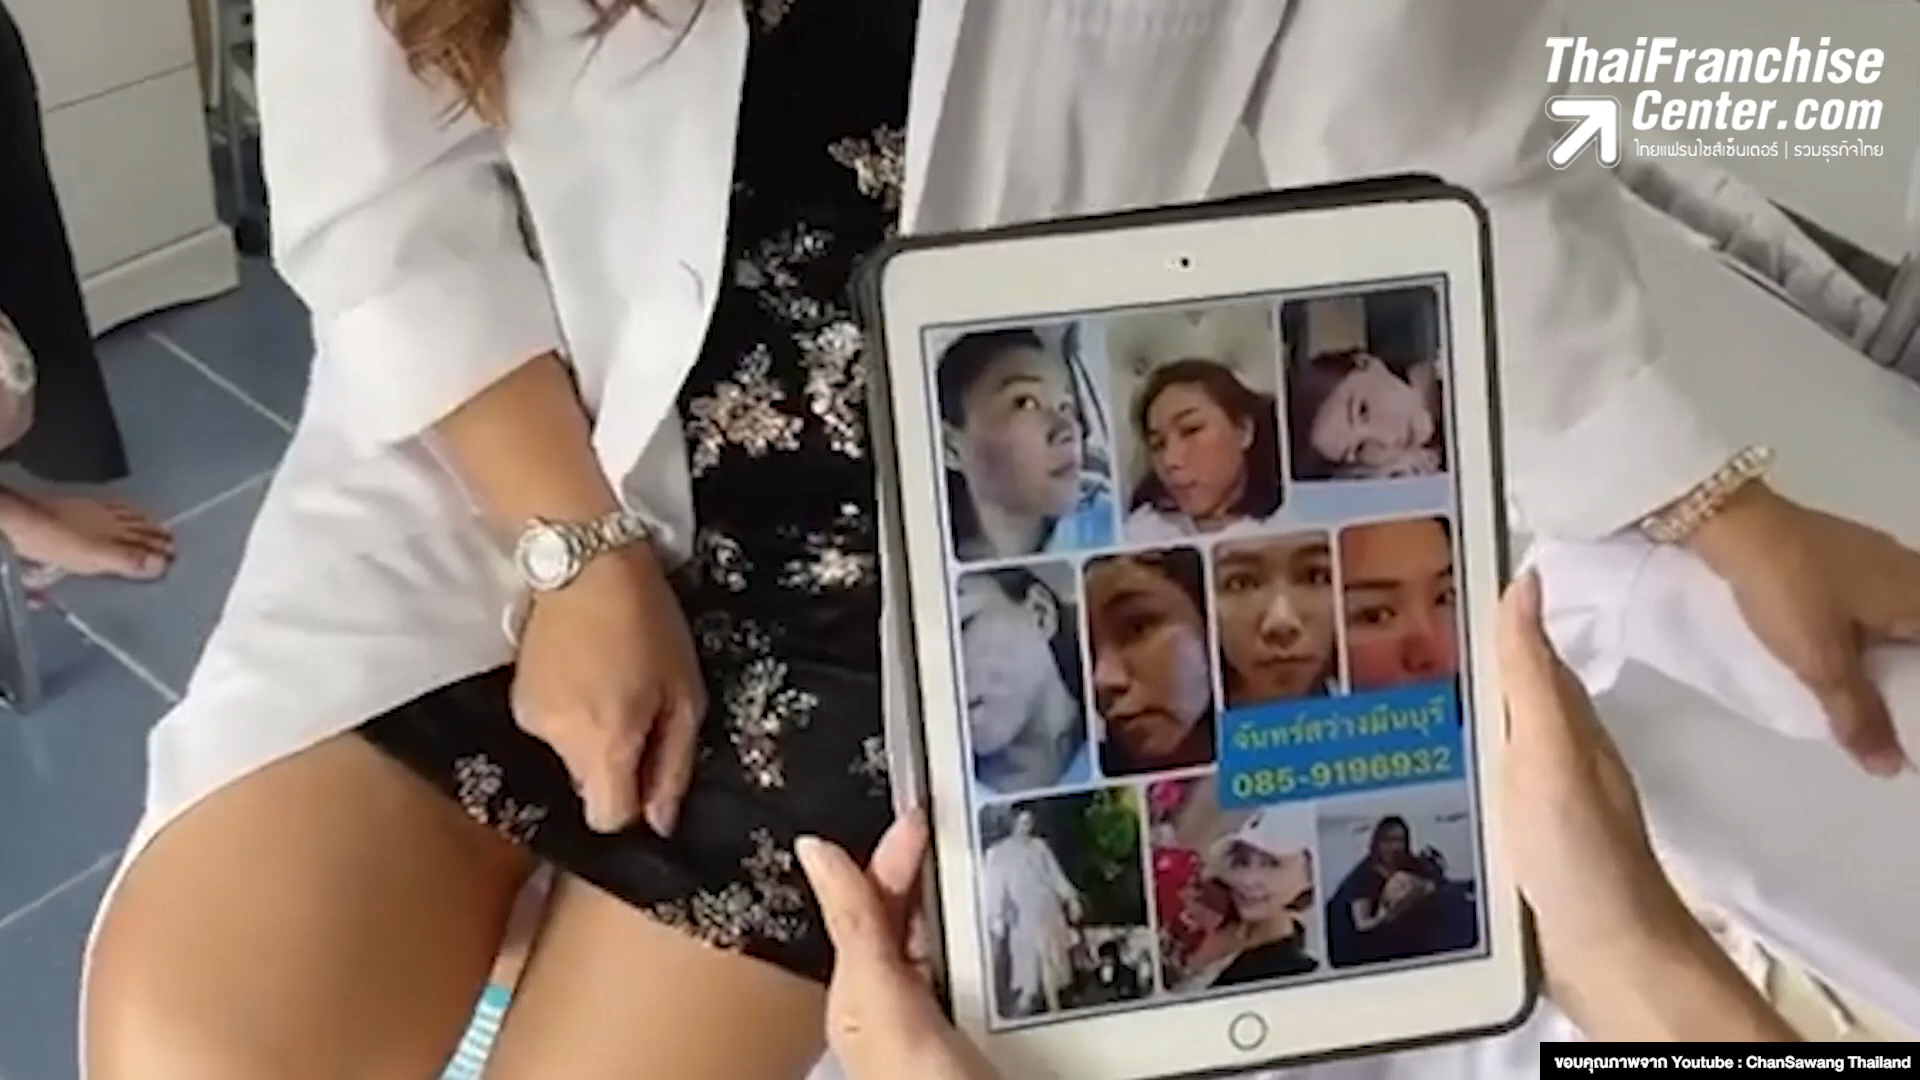 ThaiFranchise
Center.com
ไทยแฟรนไชส์เซ็นเตอร์ | รวมธุรกิจไทย
จันทร์สว่างมีนบุรี
085-9196932
ขอบคุณภาพจาก Youtube : ChanSawang Thailand